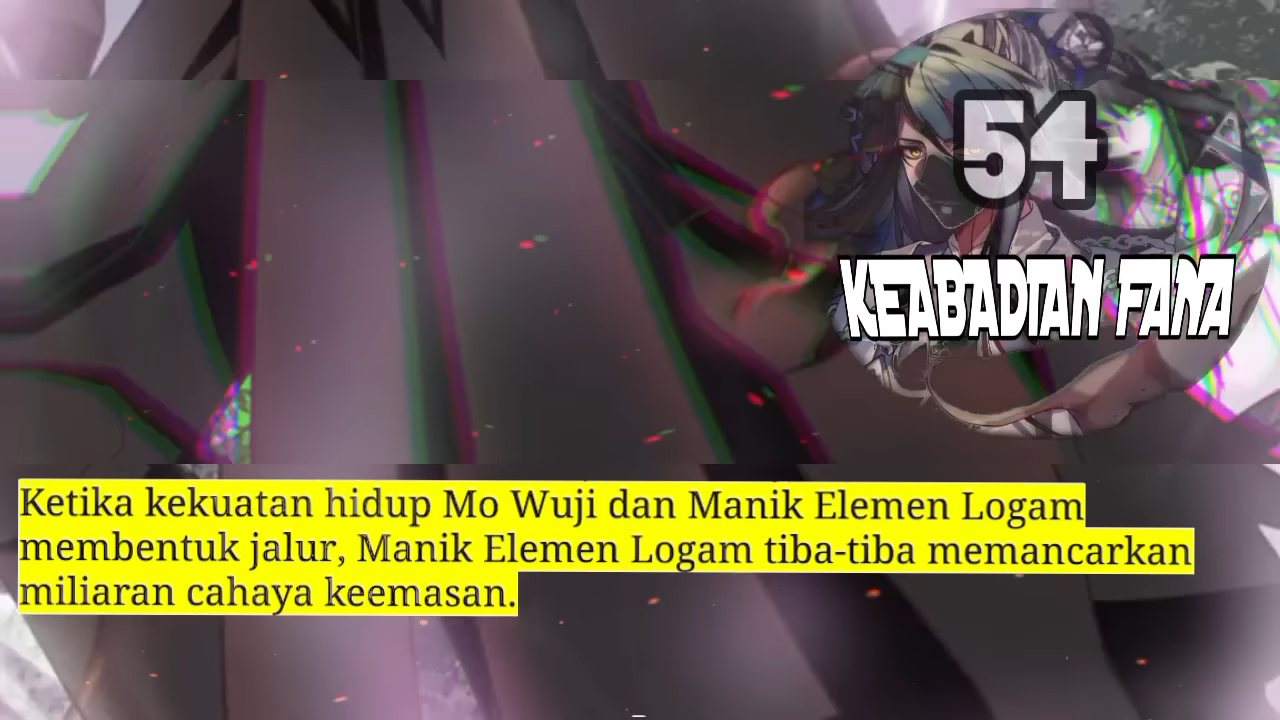 54
KEABADIAN FANA
Ketika kekuatan hidup Mo Wuji dan Manik Elemen Logam
membentuk jalur, Manik Elemen Logam tiba-tiba memancarkan
miliaran cahaya keemasan.